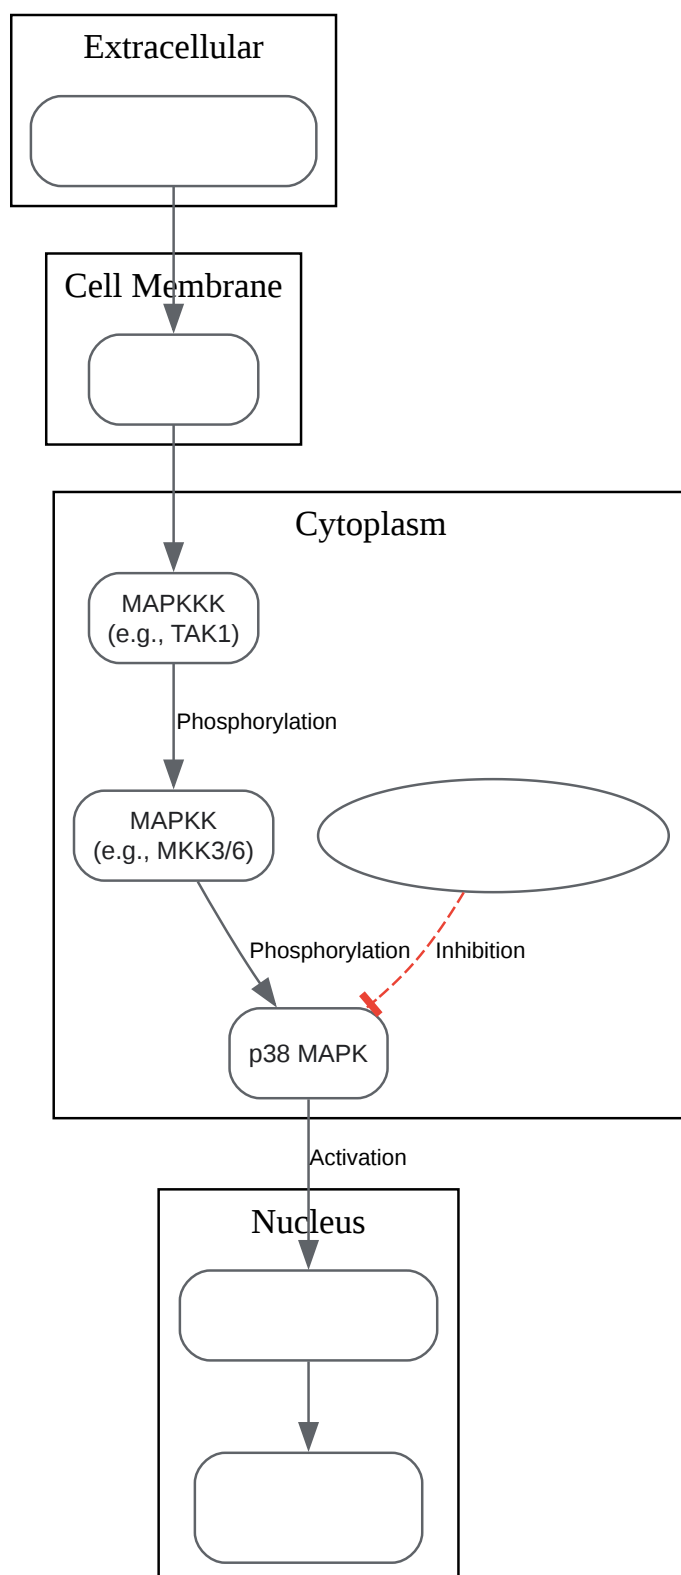 Extracellular
Cell Membrane
Cytoplasm
MAPKKK
(e.g., TAK1)
Phosphorylation
MAPKK
(e.g., MKK3/6)
Phosphorylation
Inhibition
p38 MAPK
Activation
Nucleus